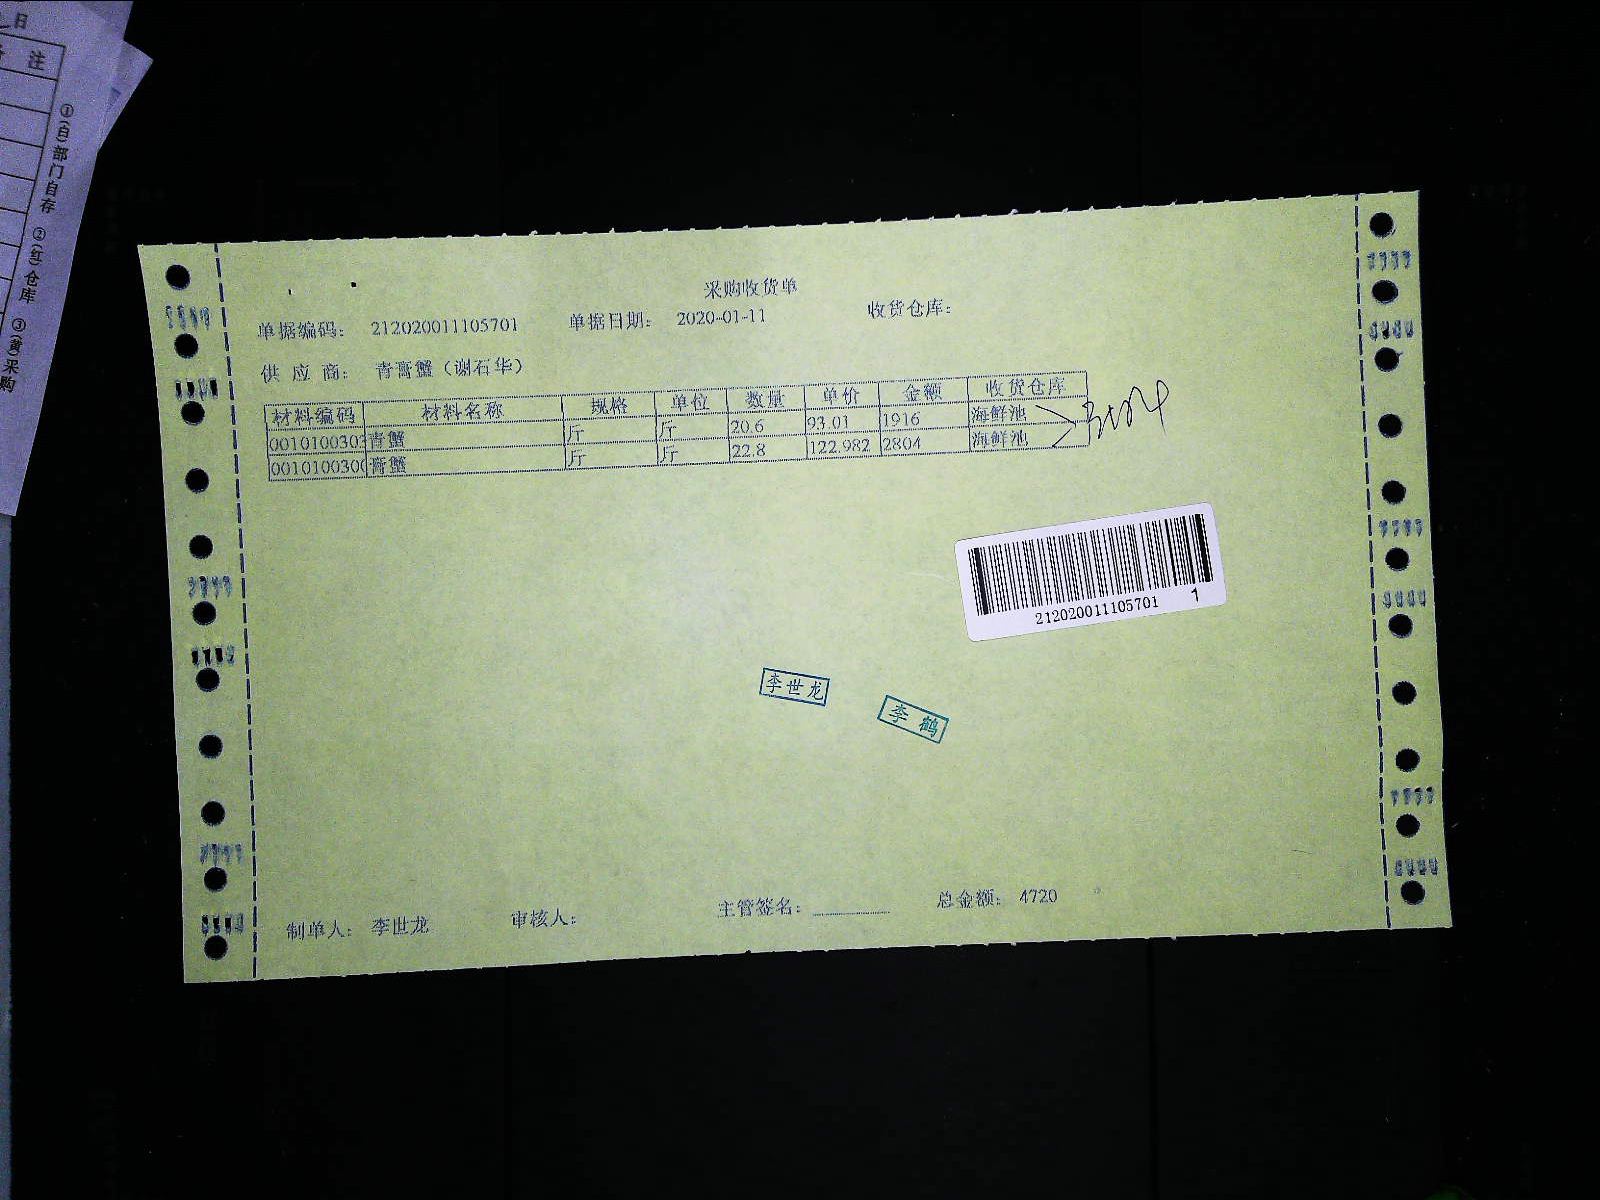 日
注
①(白)部门自存 ②(红)仓库 ③(黄)采购
采购收货单
单据编码： 212020011105701 单据日期： 2020-01-11 收货仓库：
供 应 商： 青膏蟹（谢石华）
材料编码 材料名称 规格 单位 数量 单价 金额 收货仓库
青蟹 斤 斤 20.6 93.01 1916 海鲜池
膏蟹 斤 斤 22.8 122.982 2804 海鲜池
212020011105701 1
李世龙
李鹤
制单人： 李世龙 审核人： 主管签名： 总金额： 4720